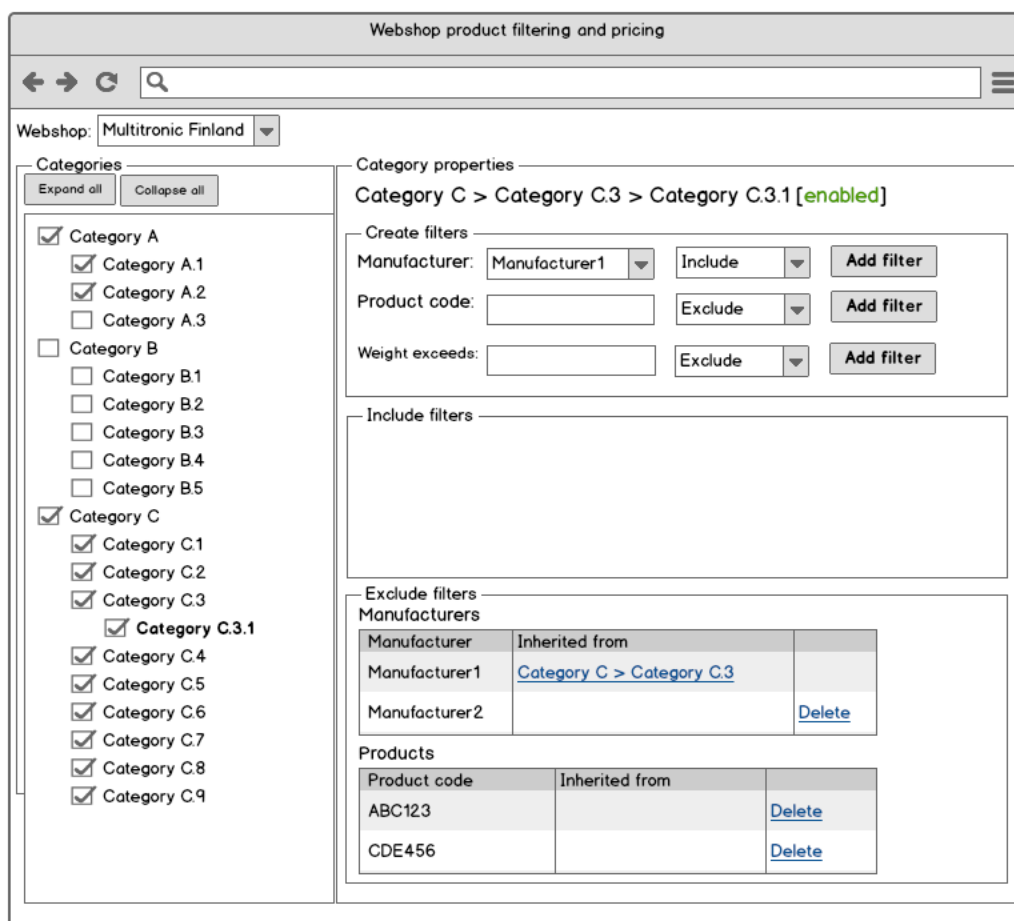 Webshop product filtering and pricing
Webshop: Multitronic Finland
Categories
Expand all Collapse all
Category A
Category A.1
Category A.2
Category A.3
Category B
Category B.1
Category B.2
Category B.3
Category B.4
Category B.5
Category C
Category C.1
Category C.2
Category C.3
Category C.3.1
Category C.4
Category C.5
Category C.6
Category C.7
Category C.8
Category C.9
Category properties
Category C > Category C.3 > Category C.3.1 [enabled]
Create filters
Manufacturer: Manufacturer1 Include Add filter
Product code: Exclude Add filter
Weight exceeds: Exclude Add filter
Include filters
Exclude filters
Manufacturers
Manufacturer Inherited from
Manufacturer1 Category C > Category C.3
Manufacturer2 Delete
Products
Product code Inherited from
ABC123 Delete
CDE456 Delete